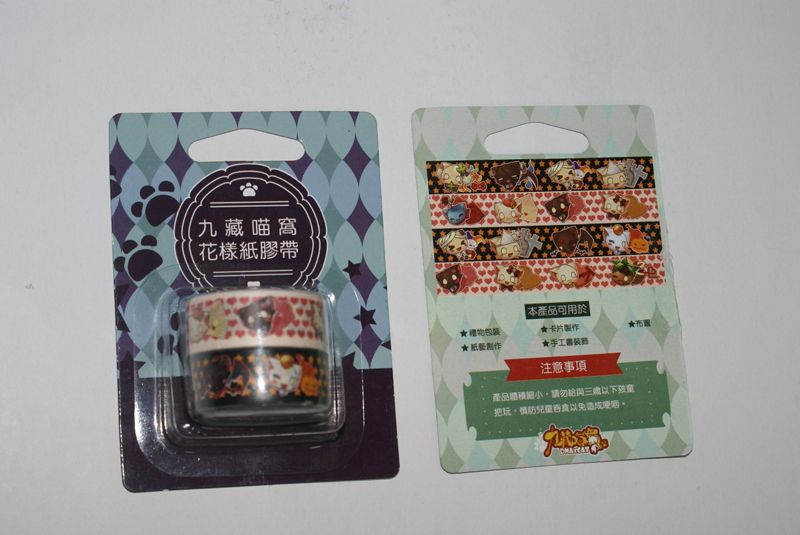 九藏喵窩
花樣紙膠帶
本產品可用於
★禮物包裝 ★卡片製作 ★布置
★紙藝創作 ★手工書裝飾
注意事項
產品體積細小，請勿給與三歲以下孩童
把玩，慎防兒童吞食以免造成哽咽。